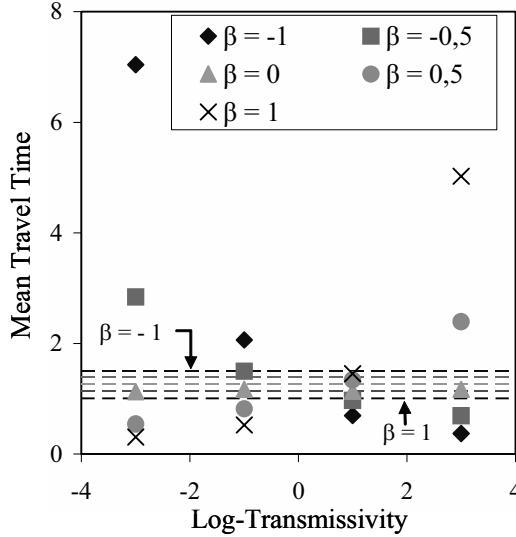 8
β = -1
β = -0,5
β = 0
β = 0,5
β = 1
6
Mean Travel Time
4
2
β = - 1
β = 1
0
-4
-2
0
2
4
Log-Transmissivity